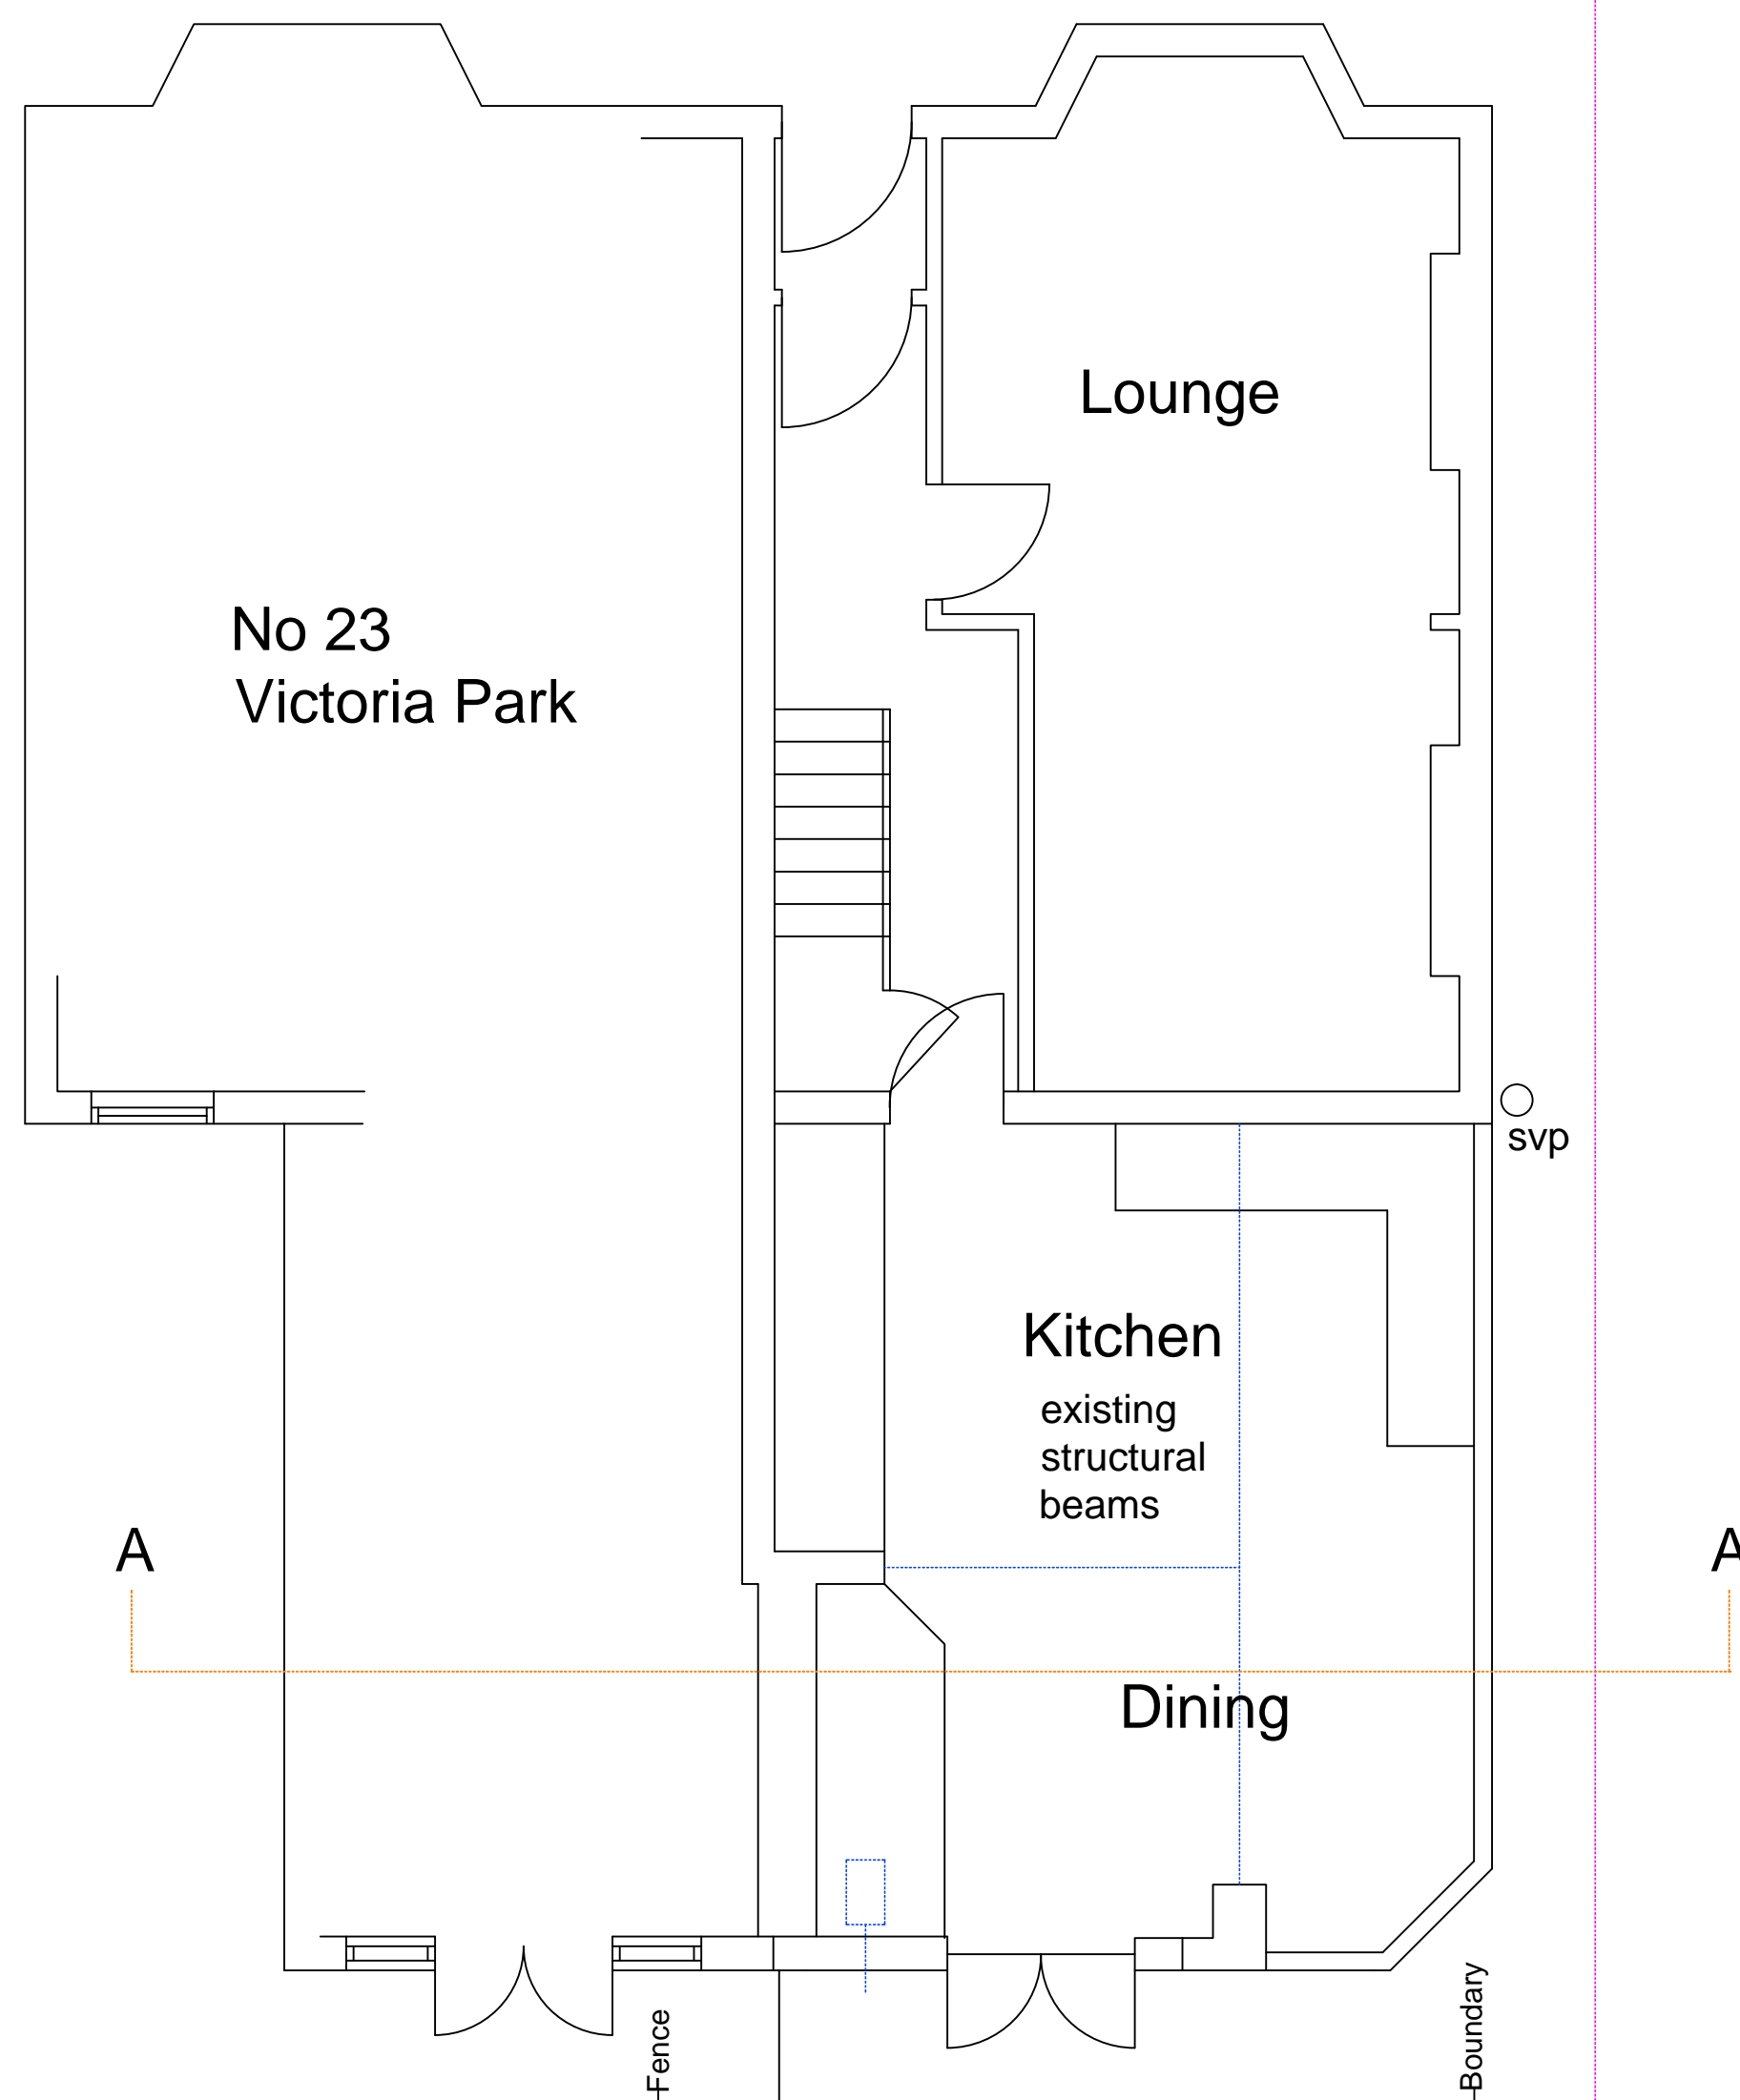 Lounge
No 23
Victoria Park
svp
Kitchen
existing
structural
beams
A
A
Dining
Fence
Boundary